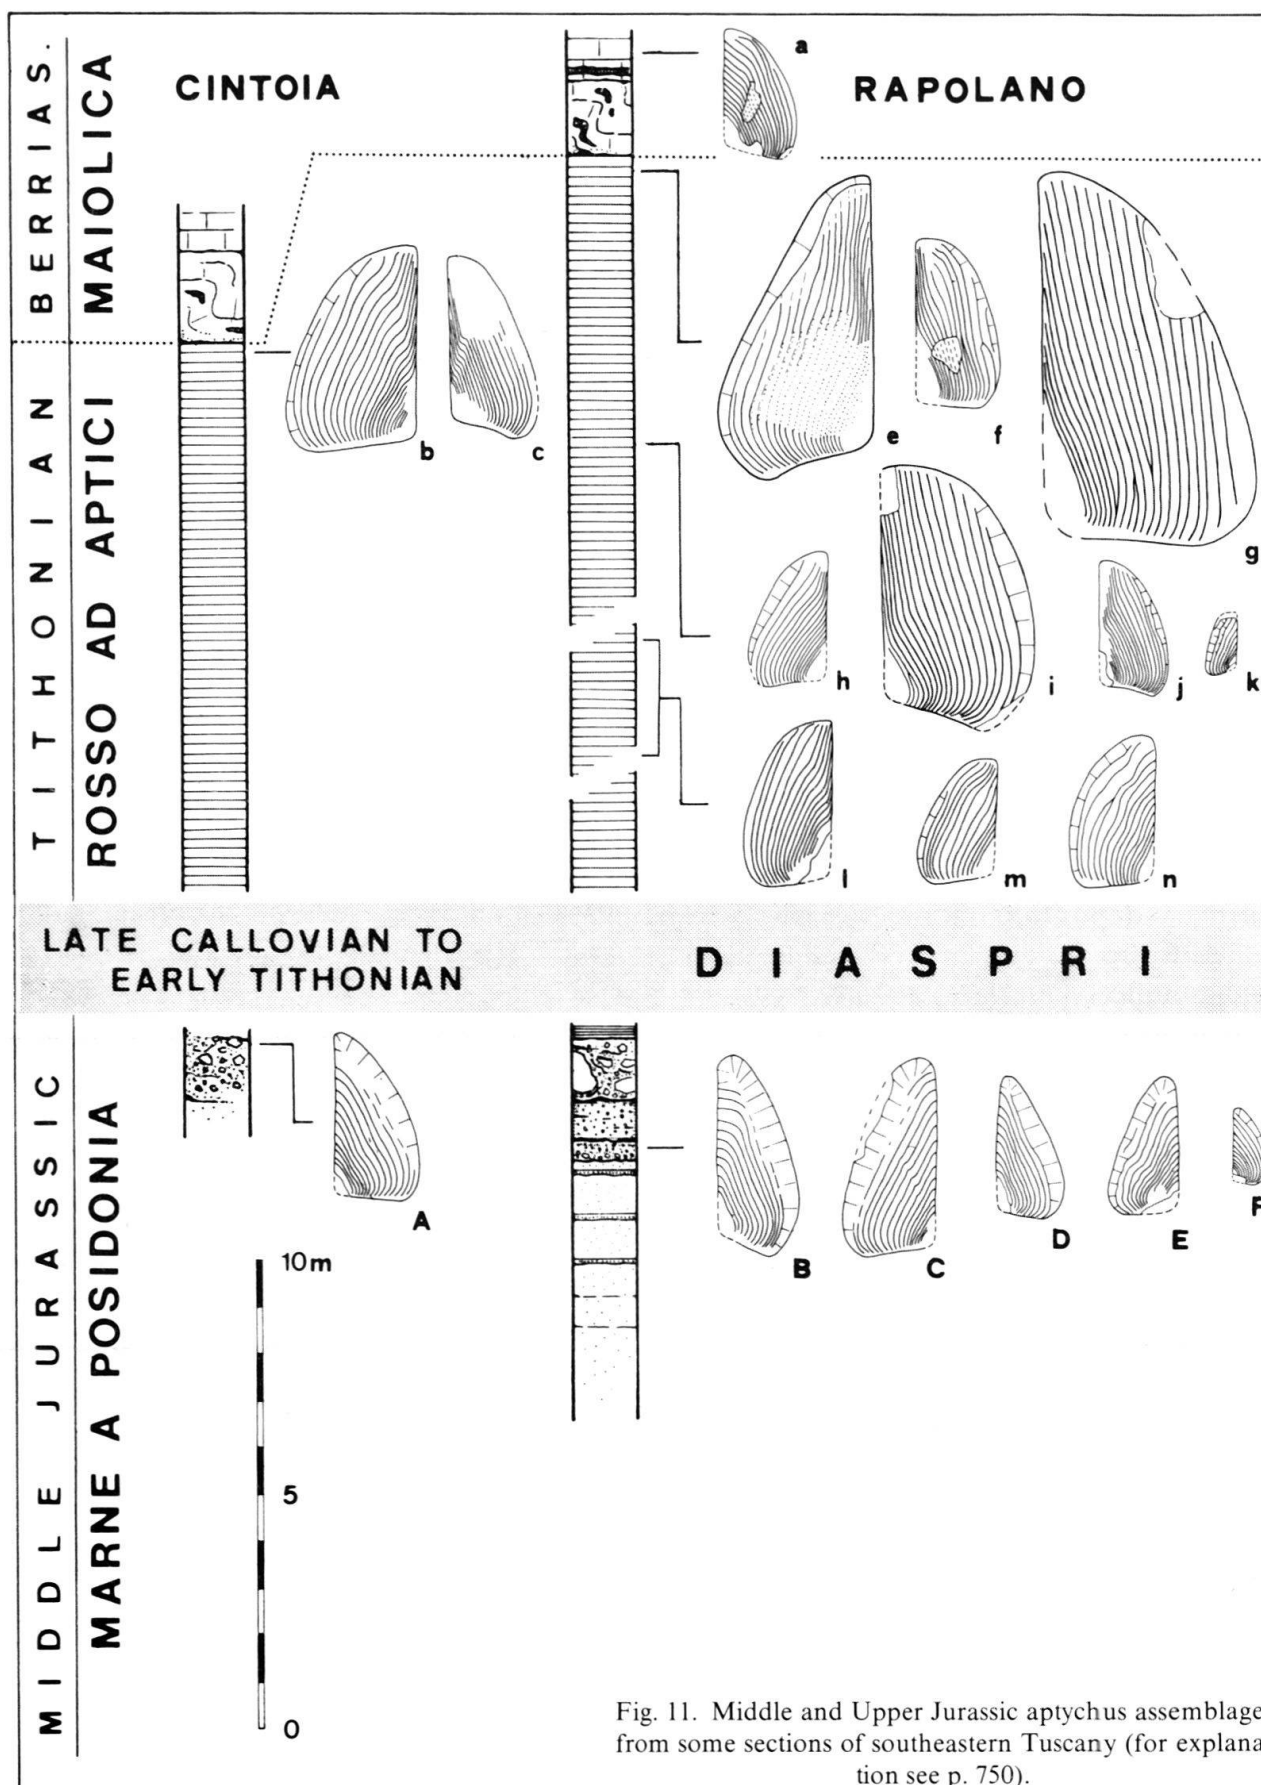 BERRIAS.
MAIOLICA
CINTOIA
RAPOLANO
a
TITHONIAN
ROSSO AD APTICI
b
c
e
f
g
h
i
j
k
l
m
n
LATE CALLOVIAN TO
EARLY TITHONIAN
DIASPRI
MIDDLE JURASSIC
MARNE A POSIDONIA
A
B
C
D
E
F
10m
5
0
Fig. 11. Middle and Upper Jurassic aptychus assemblage
from some sections of southeastern Tuscany (for explana
tion see p. 750).